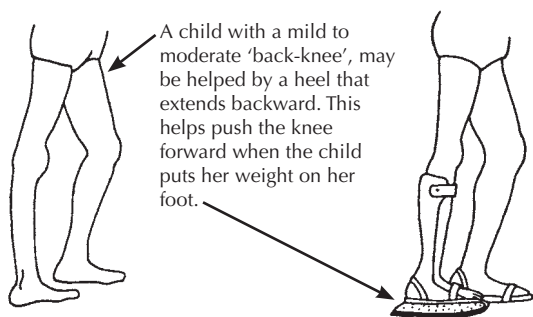 A child with a mild to
moderate ‘back-knee’, may
be helped by a heel that
extends backward. This
helps push the knee
forward when the child
puts her weight on her
foot.